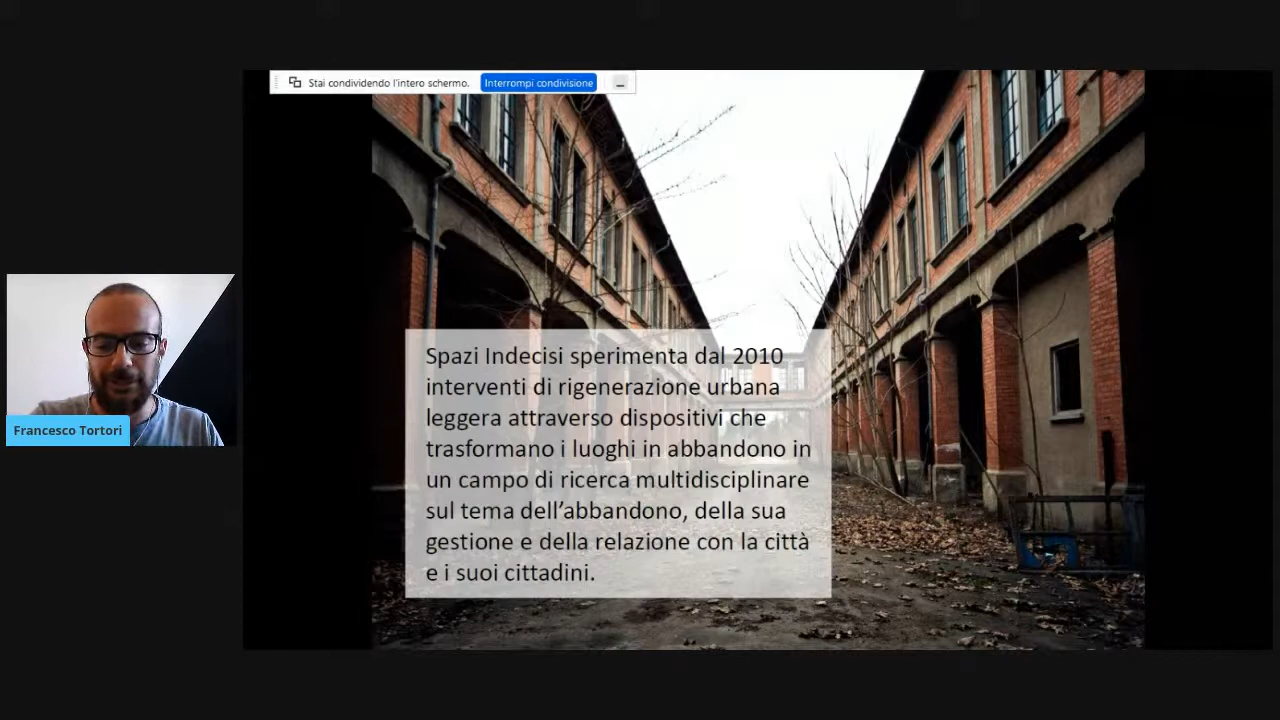 Stai condividendo l'intero schermo. Interrompi condivisione
Spazi Indecisi sperimenta dal 2010
interventi di rigenerazione urbana
leggera attraverso dispositivi che
trasformano i luoghi in abbandono in
un campo di ricerca multidisciplinare
sul tema dell’abbandono, della sua
gestione e della relazione con la città
e i suoi cittadini.
Francesco Tortori